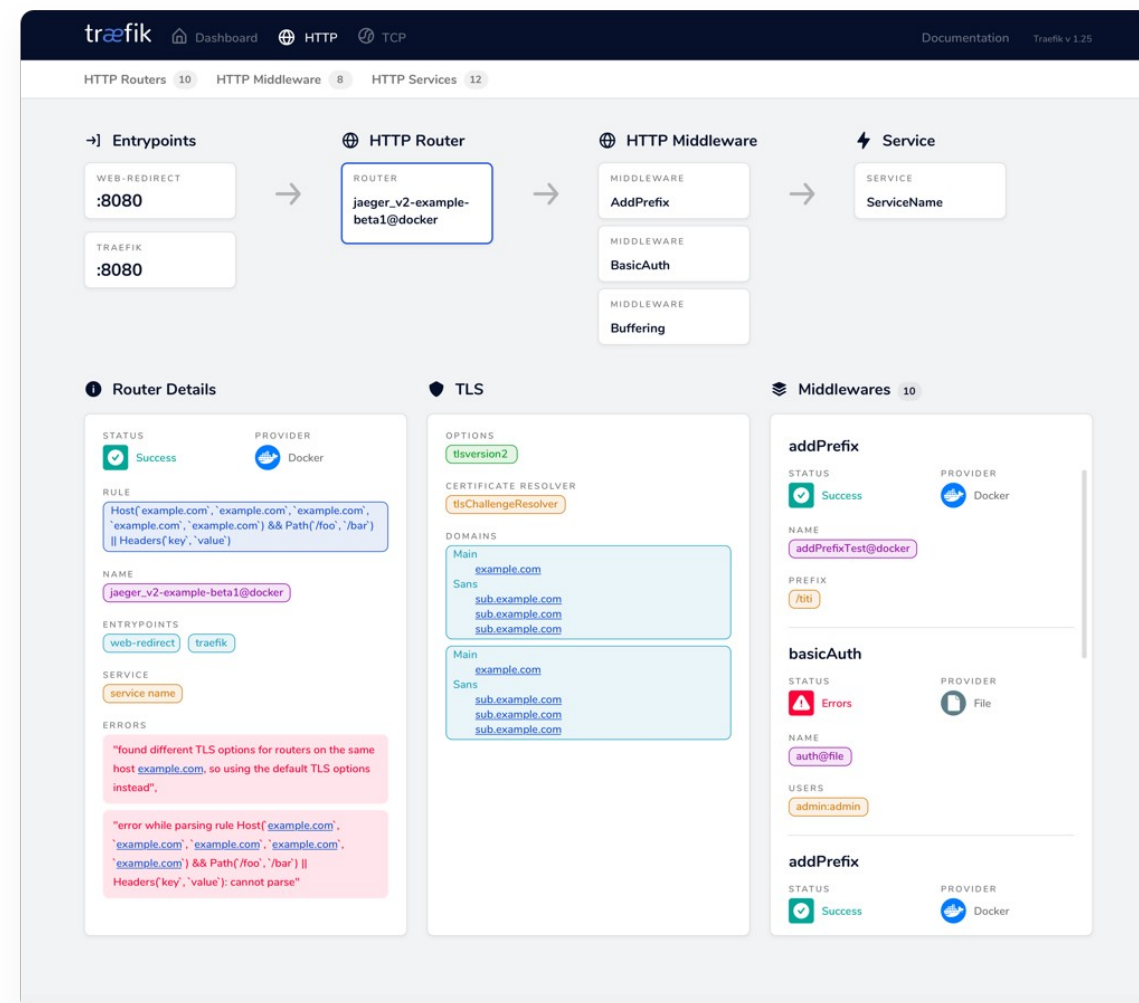 træfik Dashboard HTTP TCP Documentation Traefik v 1.25
HTTP Routers 10 HTTP Middleware 8 HTTP Services 12
Entrypoints
WEB-REDIRECT
:8080
TRAEFIK
:8080
HTTP Router
ROUTER
jaeger_v2-example-
beta1@docker
HTTP Middleware
MIDDLEWARE
AddPrefix
MIDDLEWARE
BasicAuth
MIDDLEWARE
Buffering
Service
SERVICE
ServiceName
Router Details
STATUS PROVIDER
Success Docker
RULE
Host(`example.com`,`example.com`,`example.com`,
`example.com`,`example.com`) && Path(`/foo`,`/bar`)
|| Headers(`key`,`value`)
NAME
jaeger_v2-example-beta1@docker
ENTRYPOINTS
web-redirect traefik
SERVICE
service name
ERRORS
"found different TLS options for routers on the same
host example.com, so using the default TLS options
instead",
"error while parsing rule Host(`example.com`,
`example.com`,`example.com`,`example.com`,
`example.com`) && Path(`/foo`,`/bar`) ||
Headers(`key`,`value`): cannot parse"
TLS
OPTIONS
tlsversion2
CERTIFICATE RESOLVER
tlsChallengeResolver
DOMAINS
Main
example.com
Sans
sub.example.com
sub.example.com
sub.example.com
Main
example.com
Sans
sub.example.com
sub.example.com
sub.example.com
Middlewares 10
addPrefix
STATUS PROVIDER
Success Docker
NAME
addPrefixTest@docker
PREFIX
/titi
basicAuth
STATUS PROVIDER
Errors File
NAME
auth@file
USERS
admin:admin
addPrefix
STATUS PROVIDER
Success Docker